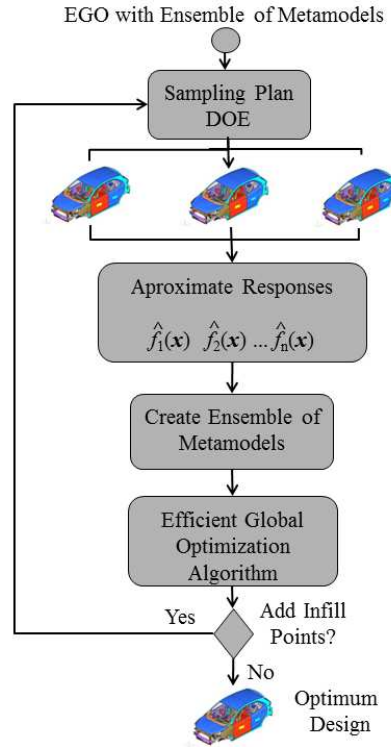 EGO with Ensemble of Metamodels
Sampling Plan
DOE
Aproximate Responses
f̂₁(x) f̂₂(x) ... f̂ₙ(x)
Create Ensemble of
Metamodels
Efficient Global
Optimization
Algorithm
Yes
Add Infill
Points?
No
Optimum
Design